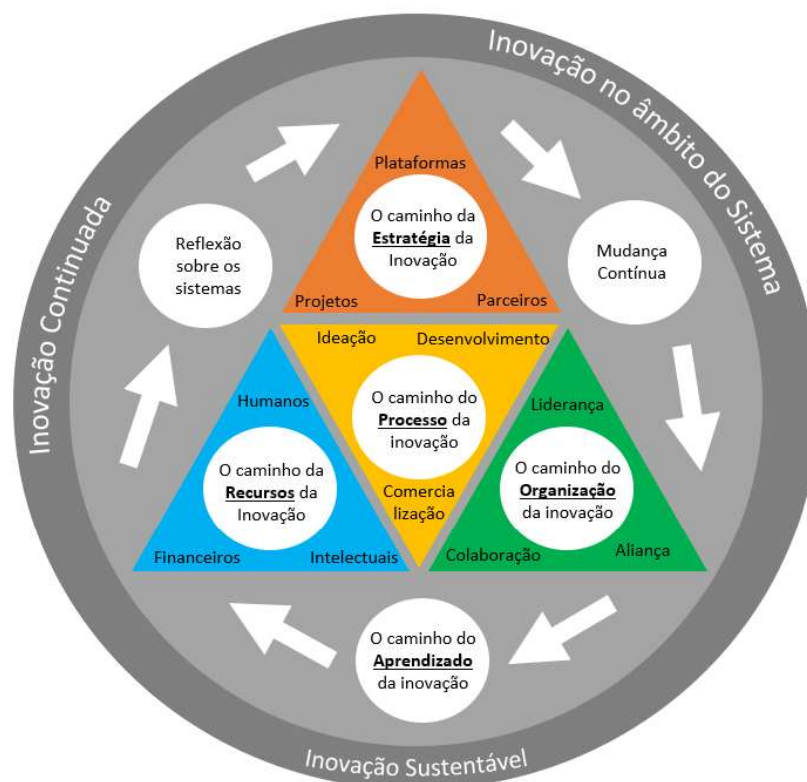 Inovação no âmbito do Sistema
Inovação Continuada
Plataformas
O caminho da
Estratégia da
Inovação
Projetos
Parceiros
Reflexão
sobre os
sistemas
Mudança
Contínua
Ideação
Desenvolvimento
O caminho do
Processo da
inovação
Comercia
lização
Humanos
O caminho da
Recursos da
Inovação
Financeiros
Intelectuais
Liderança
O caminho do
Organização
da inovação
Colaboração
Aliança
O caminho do
Aprendizado
da inovação
Inovação Sustentável